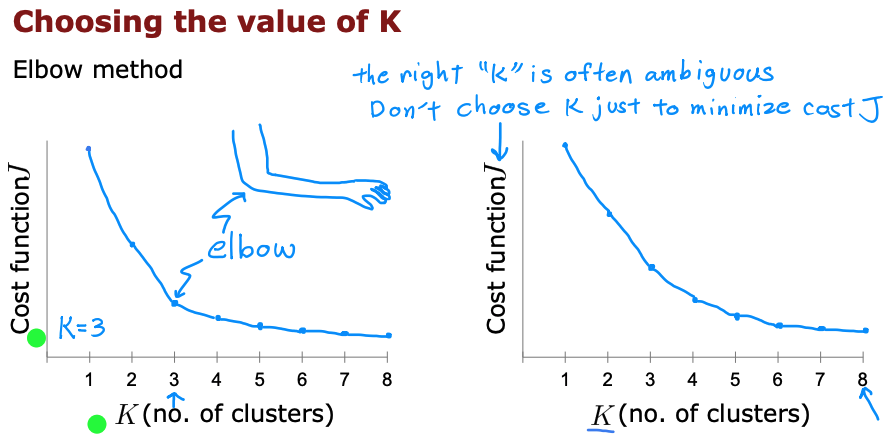 Choosing the value of K
Elbow method
the right "K" is often ambiguous
Don't choose K just to minimize cost J
Cost function J
elbow
K=3
1 2 3 4 5 6 7 8
K (no. of clusters)
Cost function J
1 2 3 4 5 6 7 8
K (no. of clusters)